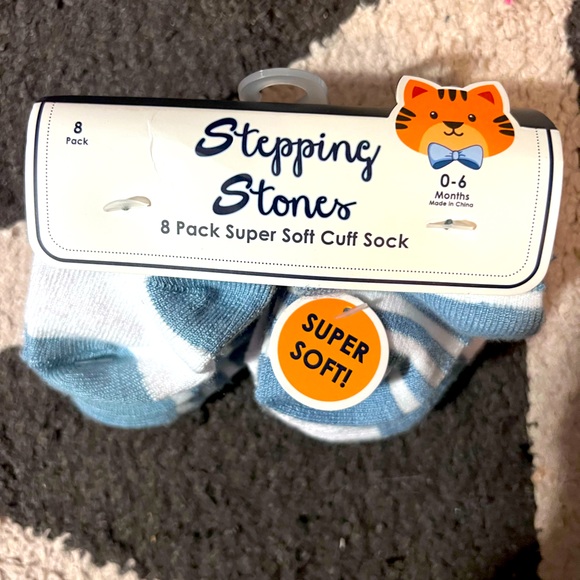 8
Pack
Stepping
Stones
8 Pack Super Soft Cuff Sock
0-6
Months
Made in China
SUPER
SOFT!